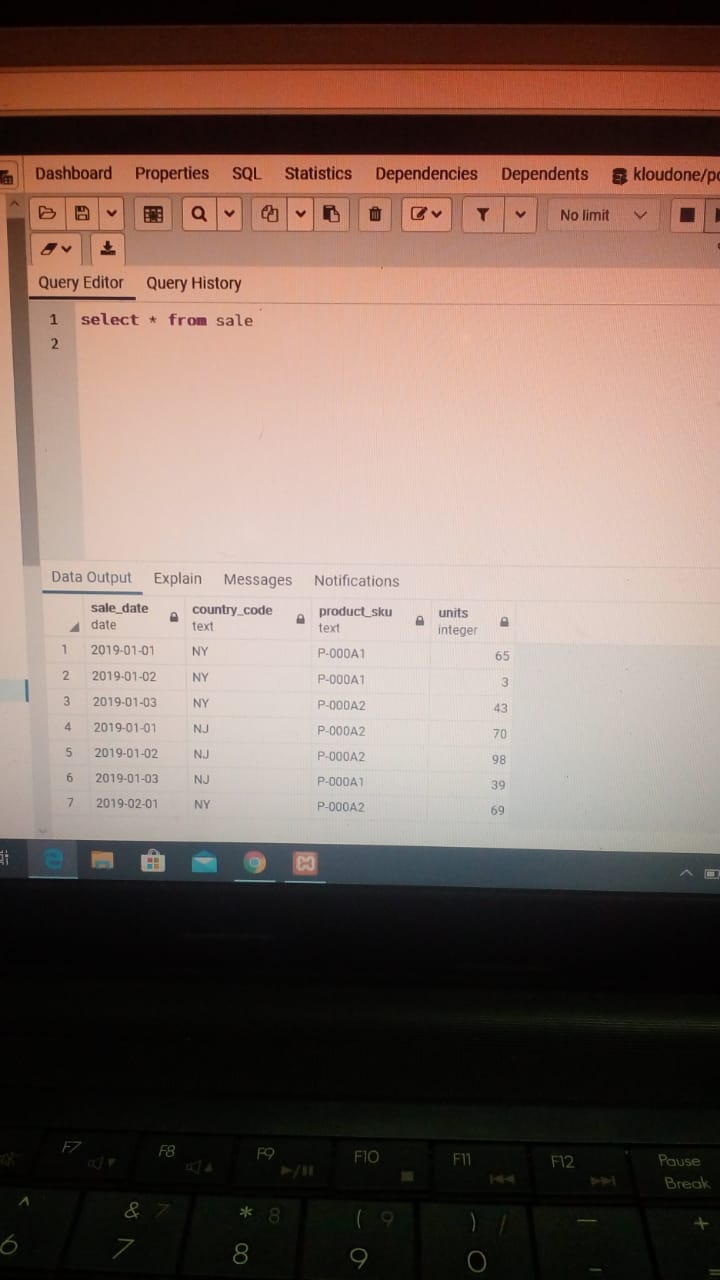 Dashboard Properties SQL Statistics Dependencies Dependents kloudone/po
No limit
Query Editor Query History
1 select * from sale
2
Data Output Explain Messages Notifications
sale_date country_code product_sku units
date text text integer
1 2019-01-01 NY P-000A1 65
2 2019-01-02 NY P-000A1 3
3 2019-01-03 NY P-000A2 43
4 2019-01-01 NJ P-000A2 70
5 2019-01-02 NJ P-000A2 98
6 2019-01-03 NJ P-000A1 39
7 2019-02-01 NY P-000A2 69
F7 F8 F9 F10 F11 F12 Pause
Break
^ & 7 * 8 ( 9 ) / — +
6 7 8 9 0 - =